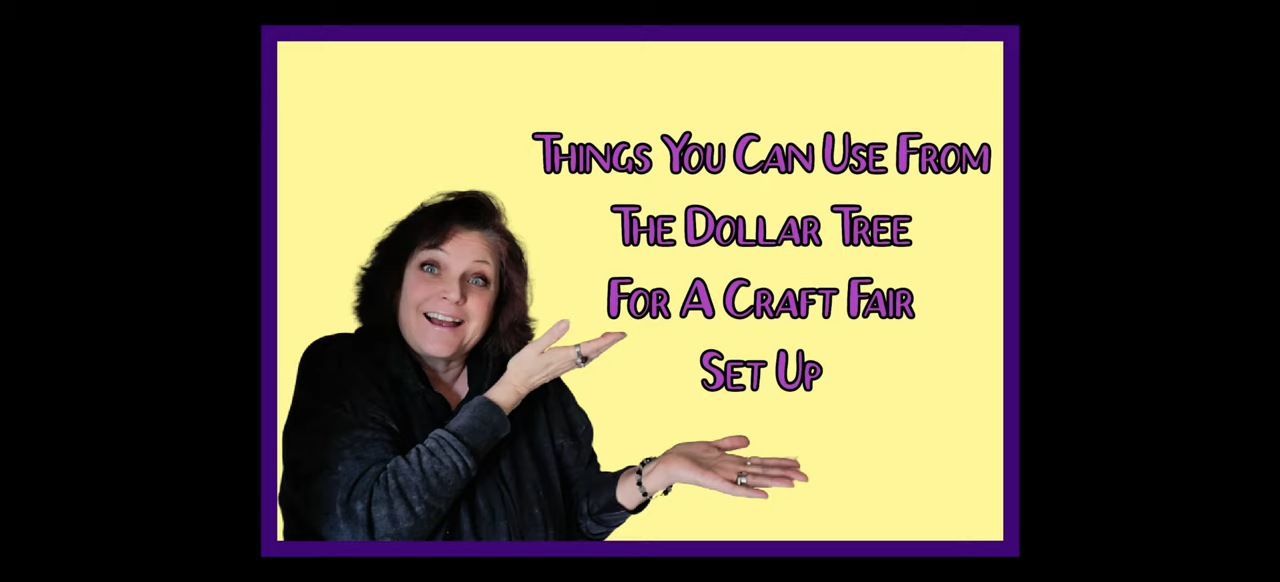 Things You Can Use From
The Dollar Tree
For A Craft Fair
Set Up